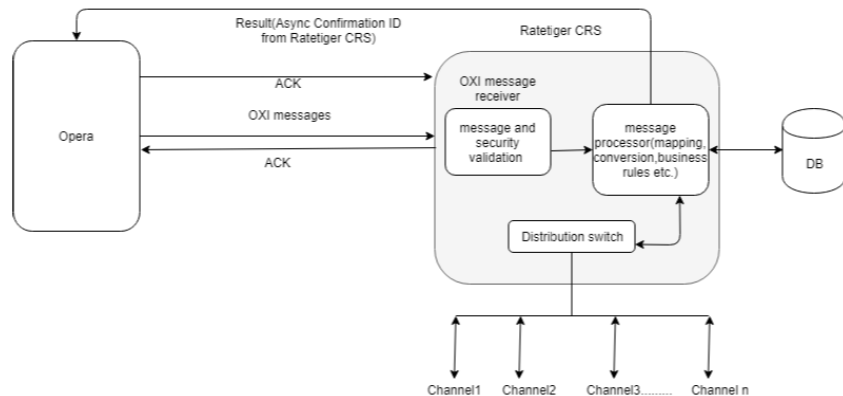 Result(Async Confirmation ID
from Ratetiger CRS)
Ratetiger CRS
ACK
OXI message
receiver
OXI messages
Opera
message and
security
validation
message
processor(mapping,
conversion,business
rules etc.)
ACK
DB
Distribution switch
Channel1
Channel2
Channel3.........
Channel n